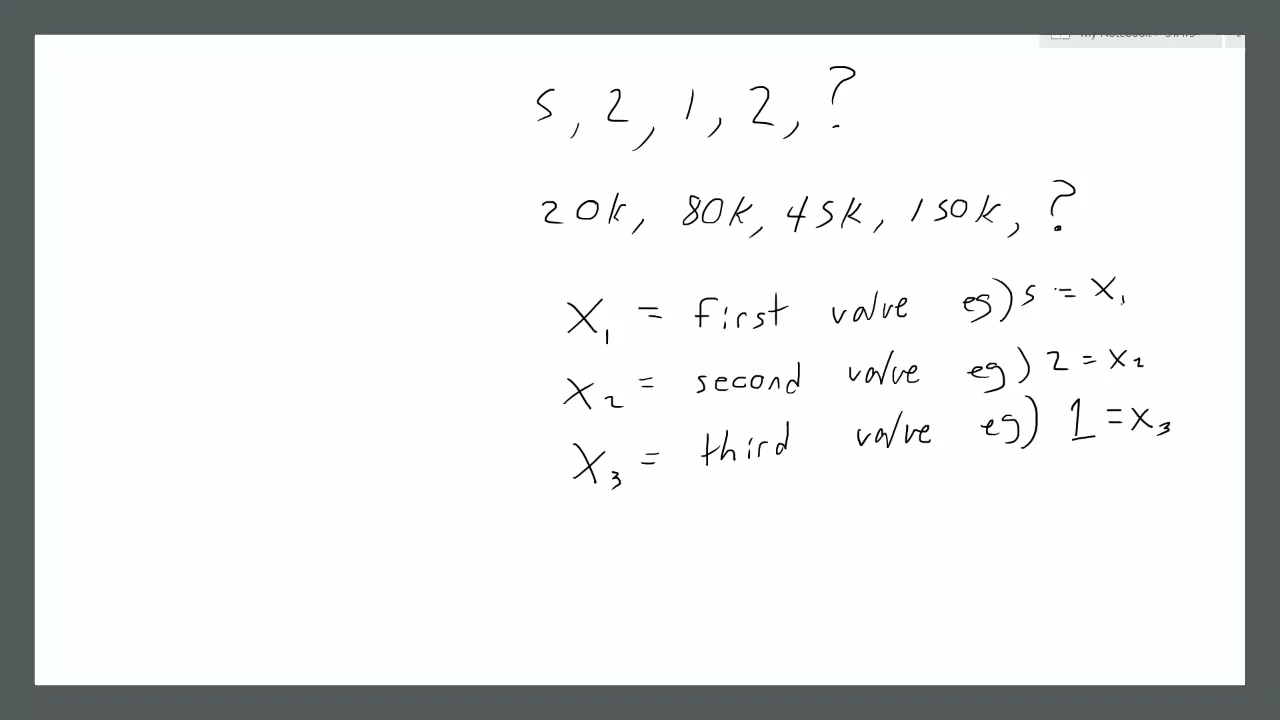 5, 2, 1, 2, ?
20k, 80k, 45k, 150k, ?
X₁ = first value eg) 5 = X₁
X₂ = second value eg) 2 = X₂
X₃ = third value eg) 1 = X₃